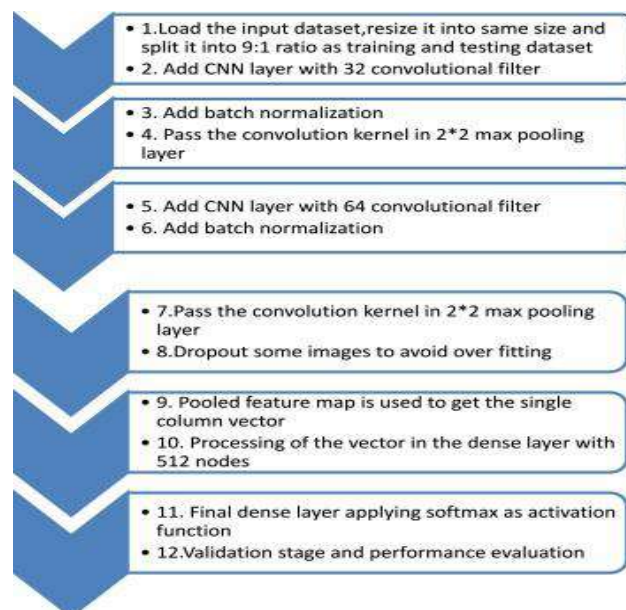 • 1.Load the input dataset,resize it into same size and
split it into 9:1 ratio as training and testing dataset
• 2. Add CNN layer with 32 convolutional filter
• 3. Add batch normalization
• 4. Pass the convolution kernel in 2*2 max pooling
layer
• 5. Add CNN layer with 64 convolutional filter
• 6. Add batch normalization
• 7.Pass the convolution kernel in 2*2 max pooling
layer
• 8.Dropout some images to avoid over fitting
• 9. Pooled feature map is used to get the single
column vector
• 10. Processing of the vector in the dense layer with
512 nodes
• 11. Final dense layer applying softmax as activation
function
• 12.Validation stage and performance evaluation